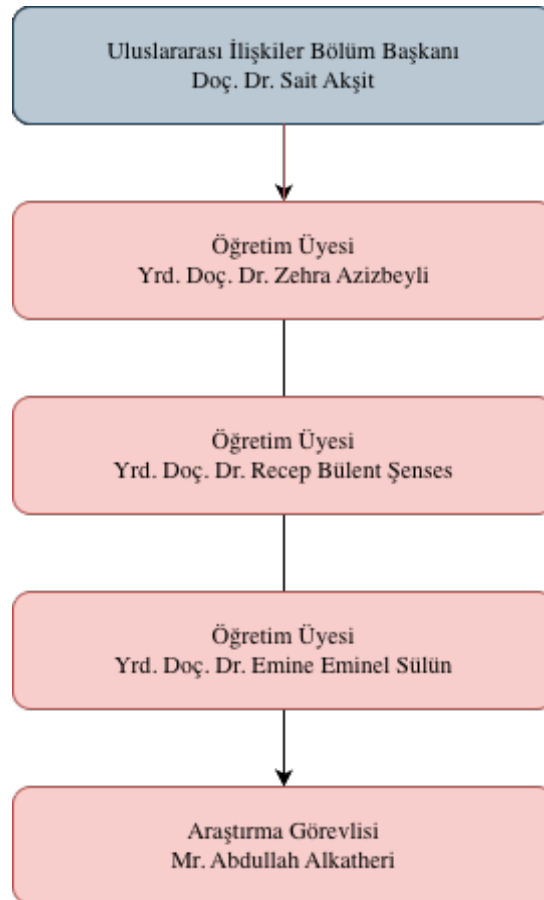 Uluslararası İlişkiler Bölüm Başkanı
Doç. Dr. Sait Akşit
Öğretim Üyesi
Yrd. Doç. Dr. Zehra Azizbeyli
Öğretim Üyesi
Yrd. Doç. Dr. Recep Bülent Şenses
Öğretim Üyesi
Yrd. Doç. Dr. Emine Eminel Sülün
Araştırma Görevlisi
Mr. Abdullah Alkatheri